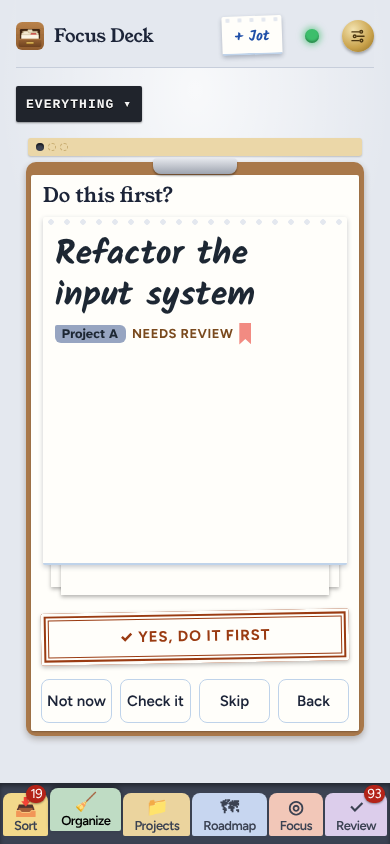 Focus Deck
+ Jot
EVERYTHING ▾
Do this first?
Refactor the
input system
Project A NEEDS REVIEW
✓ YES, DO IT FIRST
Not now Check it Skip Back
19 93
Sort Organize Projects Roadmap Focus Review